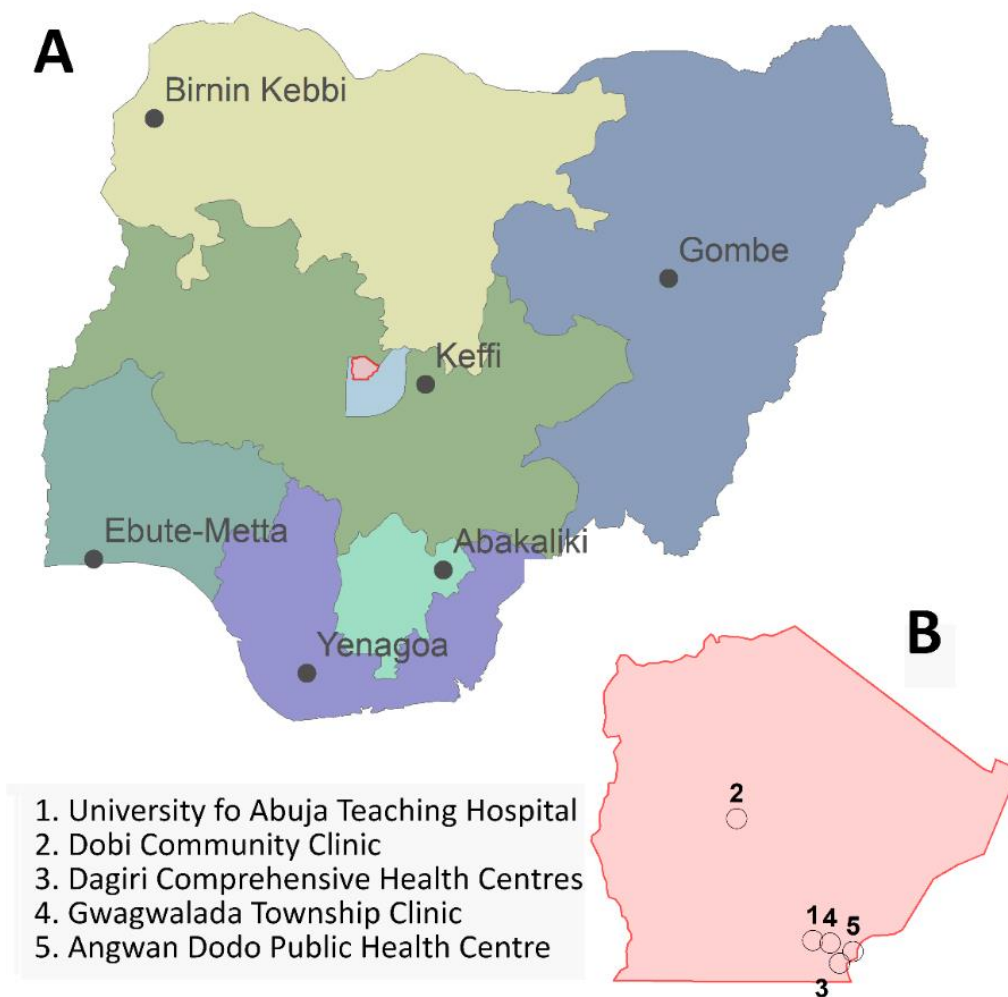 A
Birnin Kebbi
Gombe
Keffi
Ebute-Metta
Abakaliki
Yenagoa
B
1. University fo Abuja Teaching Hospital
2. Dobi Community Clinic
3. Dagiri Comprehensive Health Centres
4. Gwagwalada Township Clinic
5. Angwan Dodo Public Health Centre
2
1 4 5
3